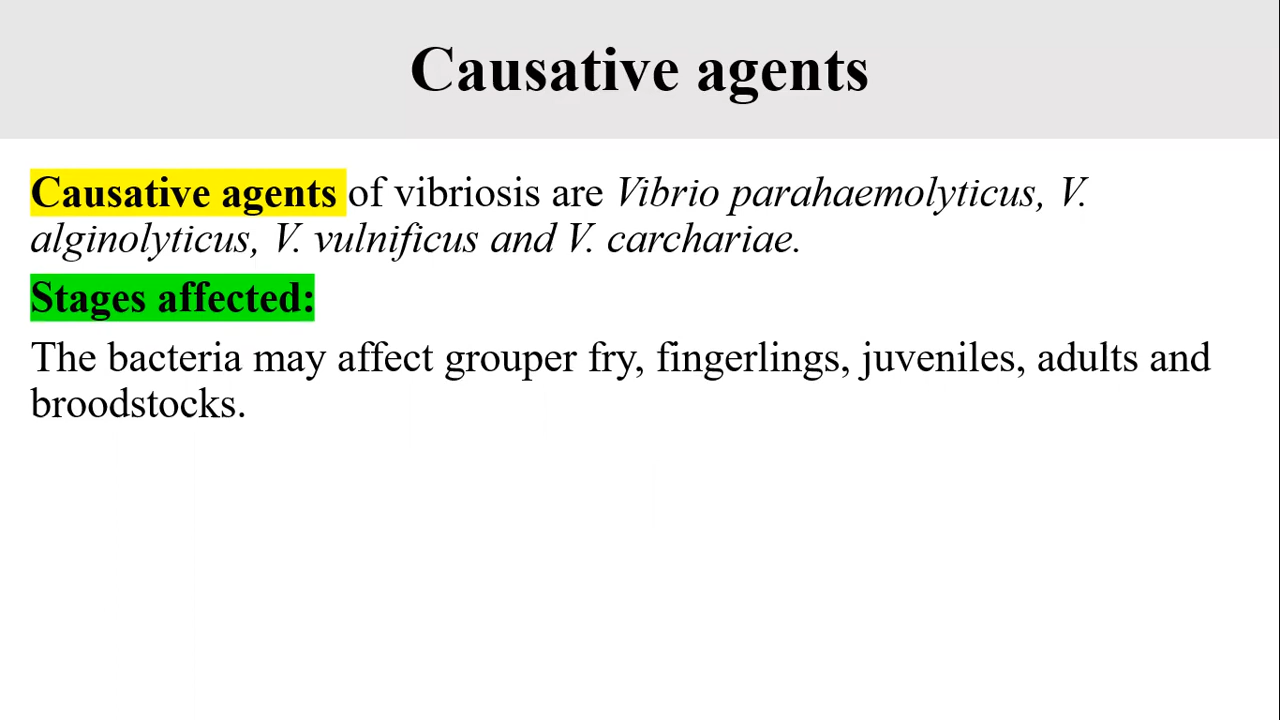 Causative agents
Causative agents of vibriosis are Vibrio parahaemolyticus, V.
alginolyticus, V. vulnificus and V. carchariae.
Stages affected:
The bacteria may affect grouper fry, fingerlings, juveniles, adults and
broodstocks.